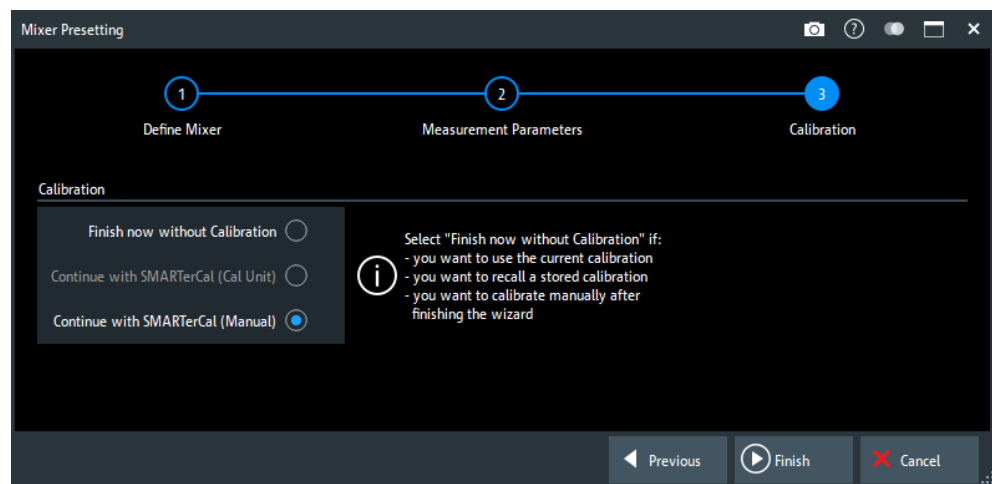 Mixer Presetting
?
1
2
3
Define Mixer
Measurement Parameters
Calibration
Calibration
Finish now without Calibration
Continue with SMARTerCal (Cal Unit)
Continue with SMARTerCal (Manual)
i
Select "Finish now without Calibration" if:
- you want to use the current calibration
- you want to recall a stored calibration
- you want to calibrate manually after
finishing the wizard
Previous
Finish
Cancel